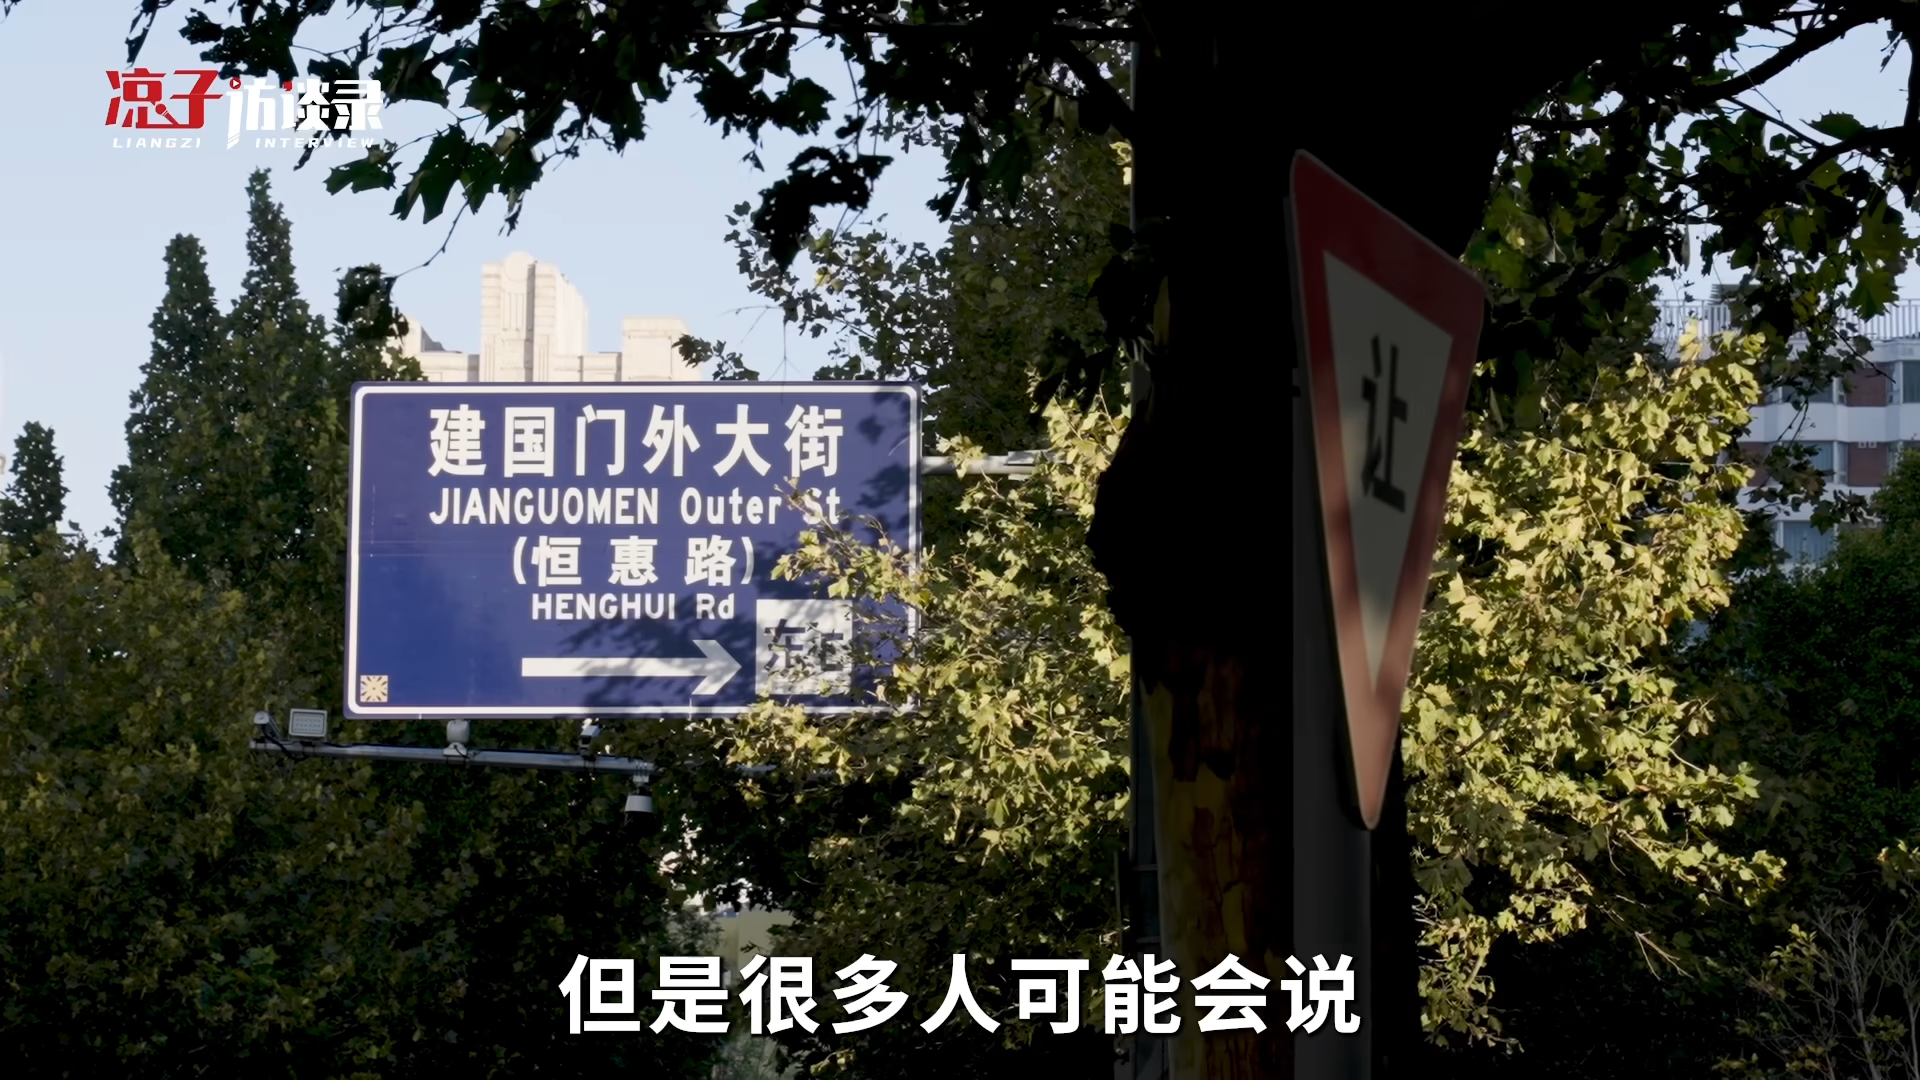 凉子访谈录
LIANGZI INTERVIEW
建国门外大街
JIANGUOMEN Outer St
(恒惠路)
HENGHUI Rd
东
让
但是很多人可能会说